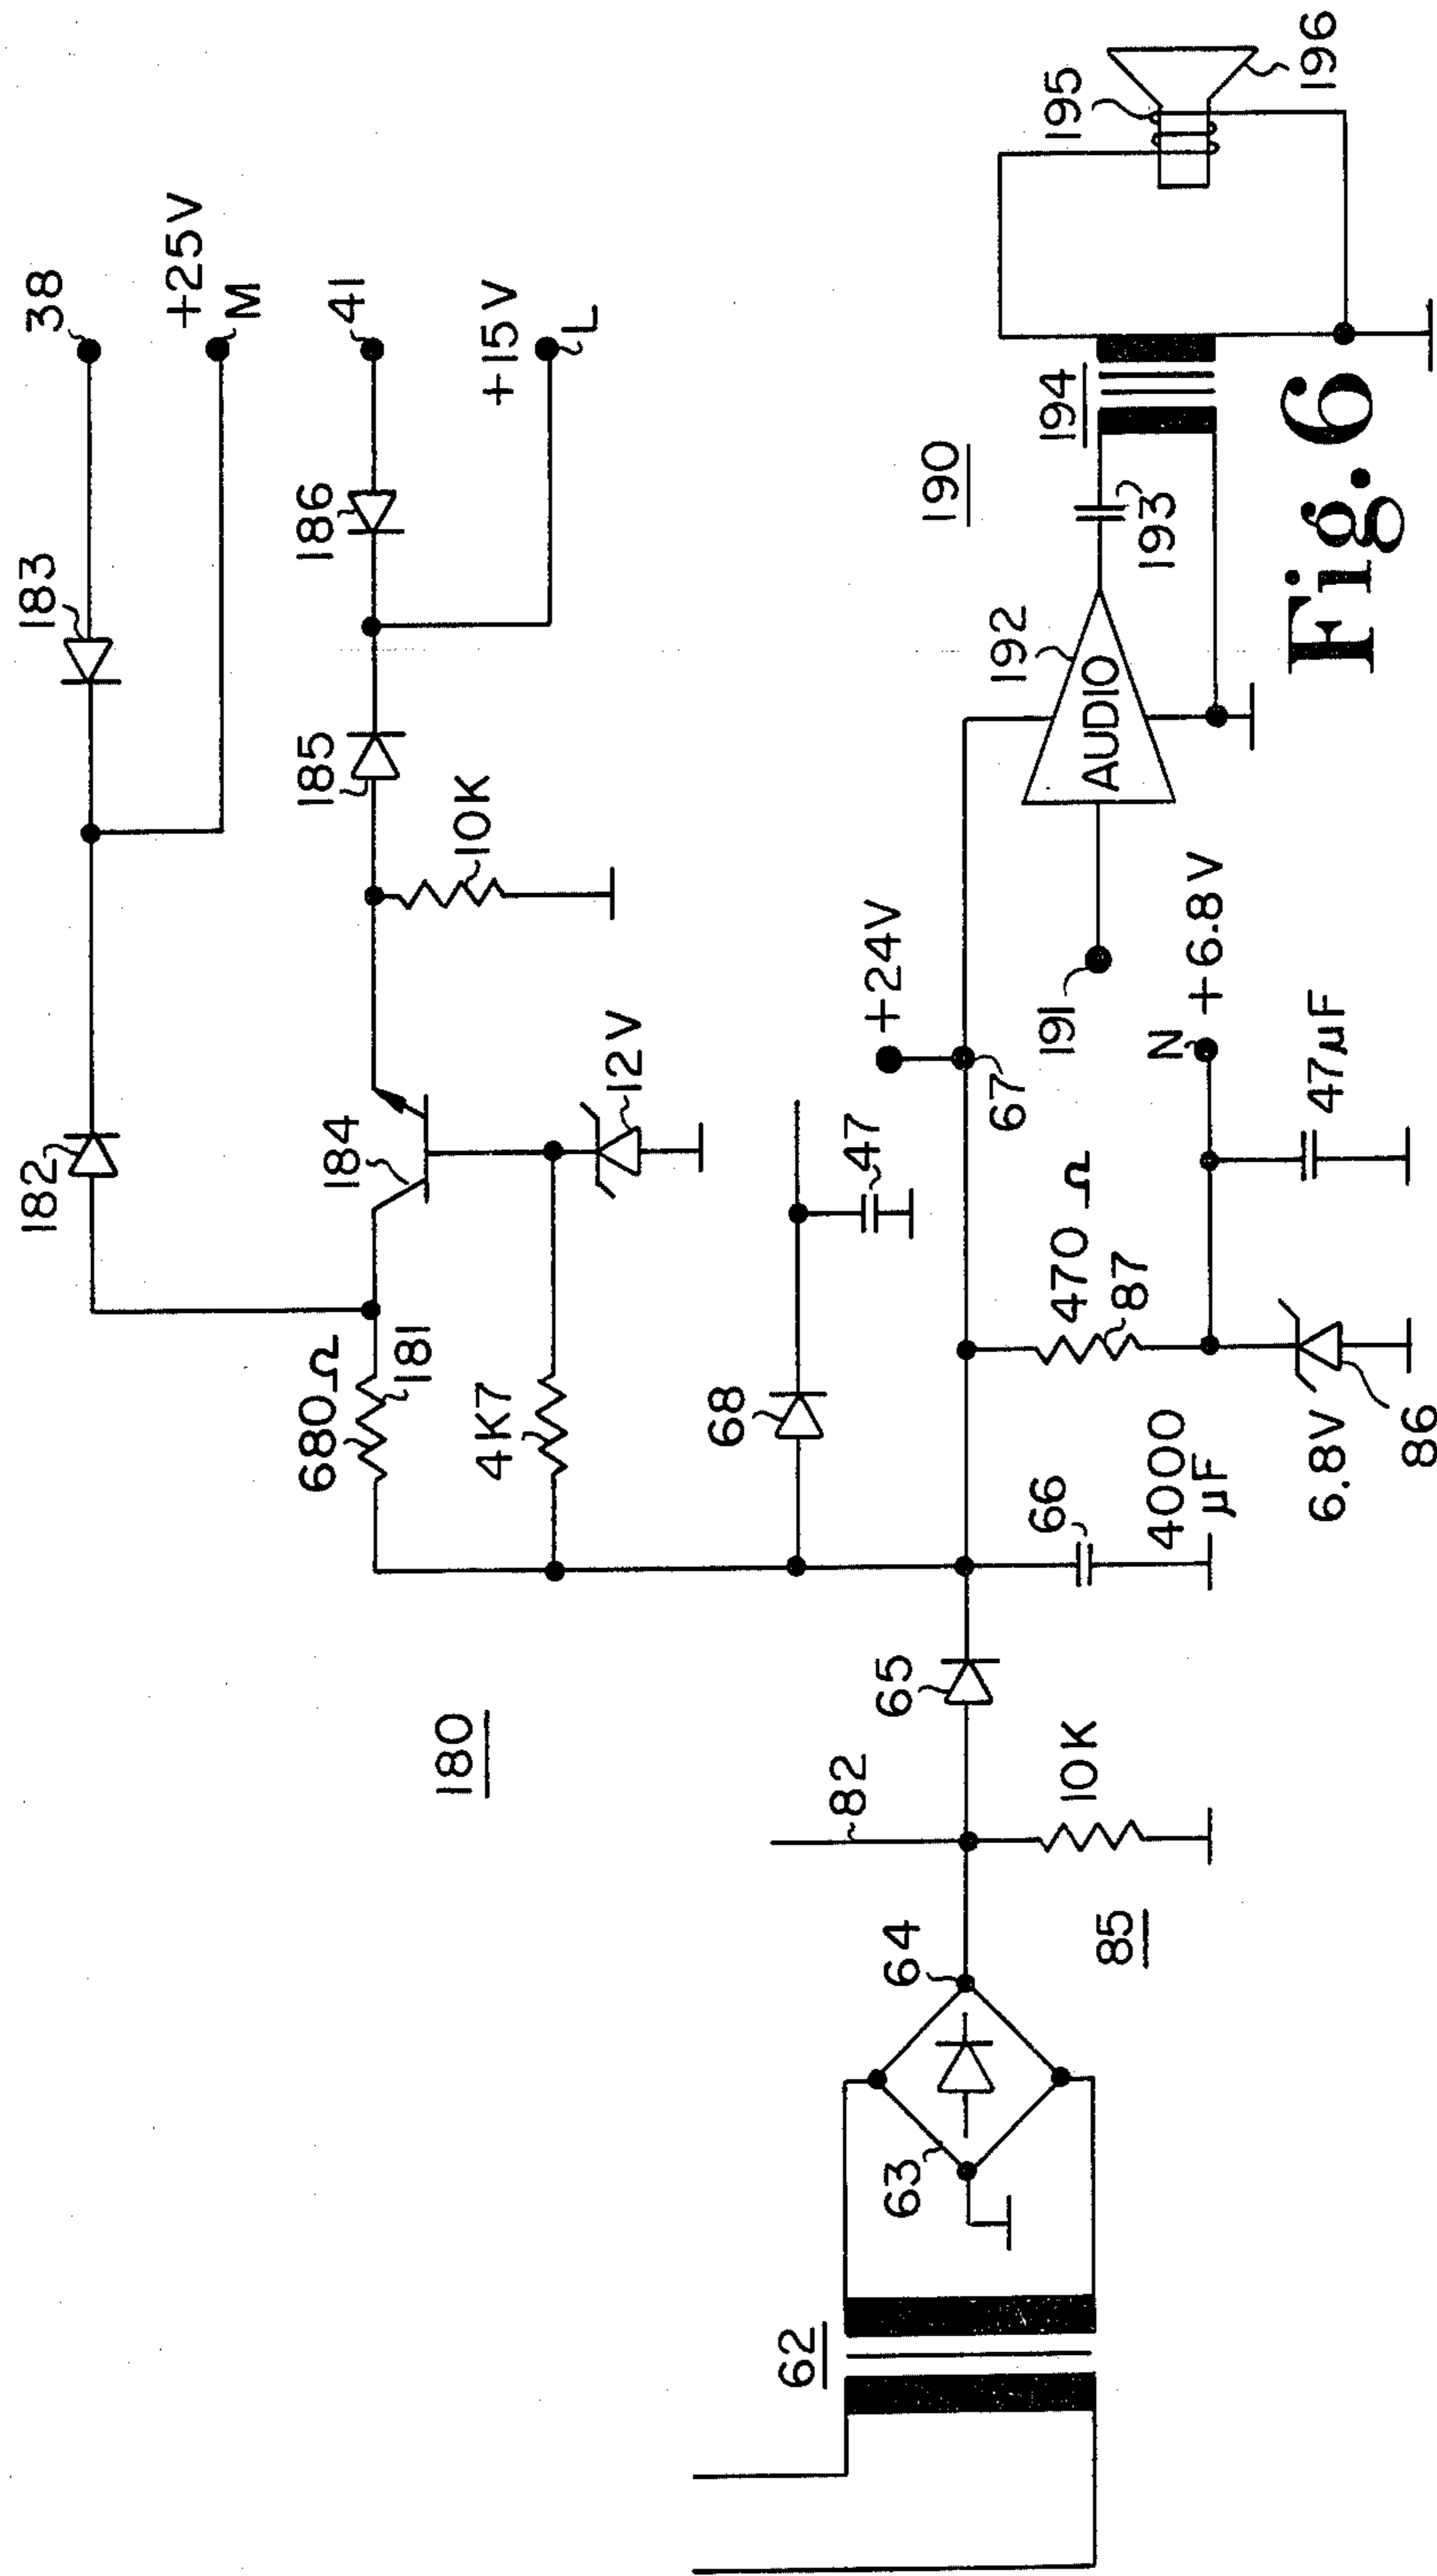 38
+25V
M
183
182
41
+15V
L
186
185
10K
184
12V
680Ω
181
4K7
180
68
47
+24V
67
82
65
66
4000
μF
470Ω
87
N
+6.8V
47μF
6.8V
86
10K
85
64
63
62
190
191
192
AUDIO
193
194
195
196
Fig. 6